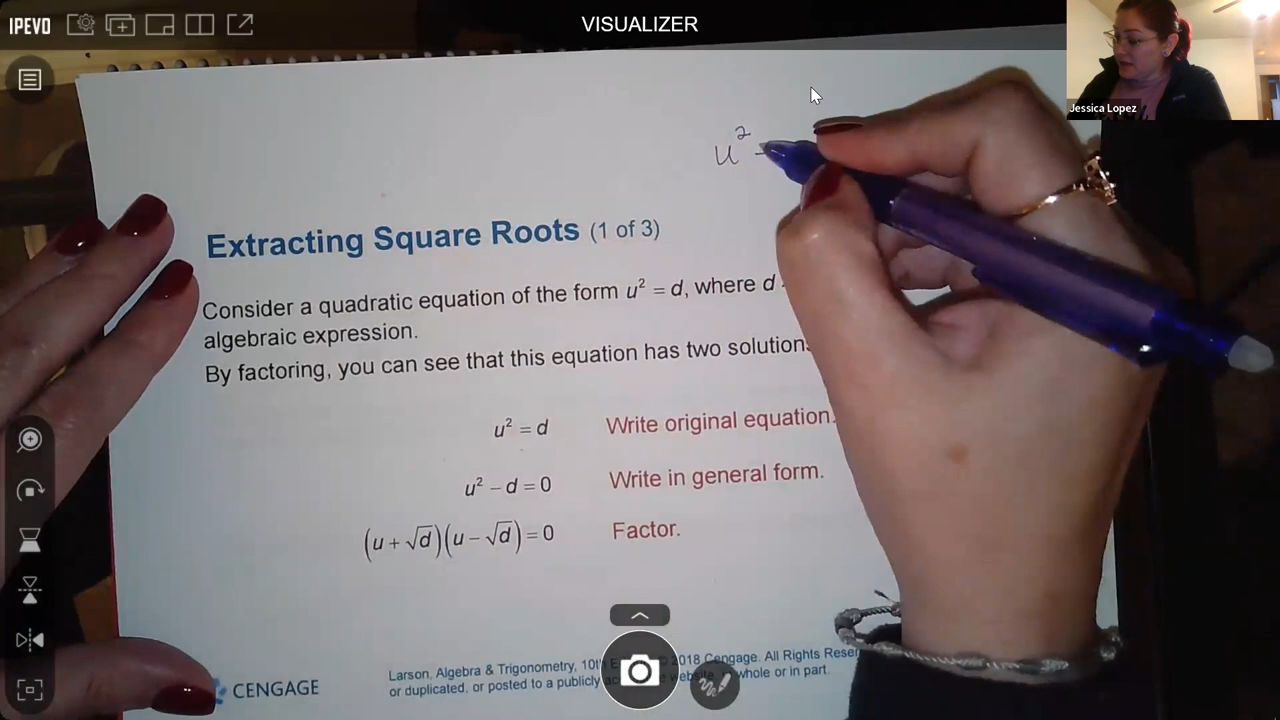 IPEVO
VISUALIZER
Jessica Lopez
u² –
Extracting Square Roots (1 of 3)
Consider a quadratic equation of the form u² = d, where d
algebraic expression.
By factoring, you can see that this equation has two solution
u² = d Write original equation.
u² – d = 0 Write in general form.
(u + √d)(u – √d) = 0 Factor.
CENGAGE
Larson, Algebra & Trigonometry, 2018 Cengage. All Rights
or duplicated, or posted to a publicly whole or in part.